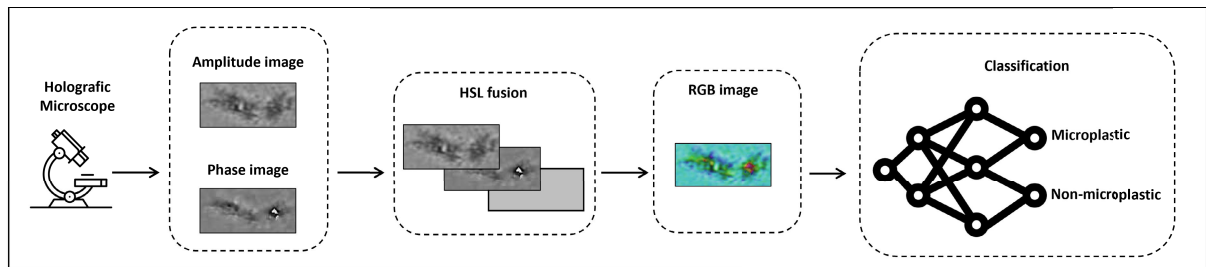 Holografic
Microscope
Amplitude image
Phase image
HSL fusion
RGB image
Classification
Microplastic
Non-microplastic